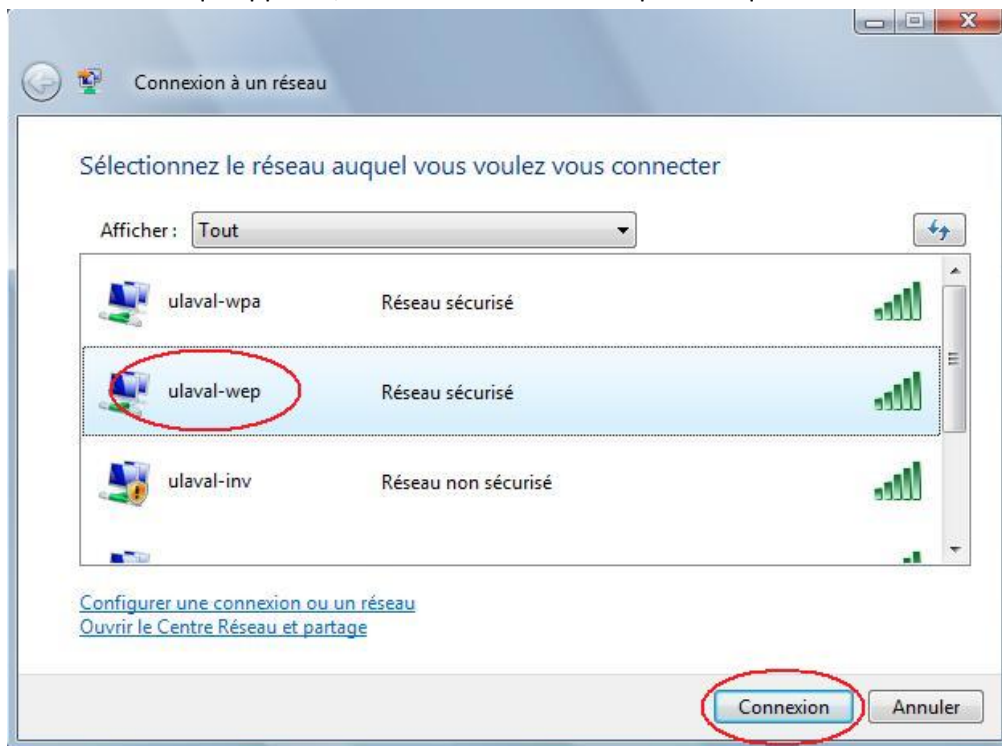 Connexion à un réseau
Sélectionnez le réseau auquel vous voulez vous connecter
Afficher : Tout
ulaval-wpa Réseau sécurisé
ulaval-wep Réseau sécurisé
ulaval-inv Réseau non sécurisé
Configurer une connexion ou un réseau
Ouvrir le Centre Réseau et partage
Connexion Annuler